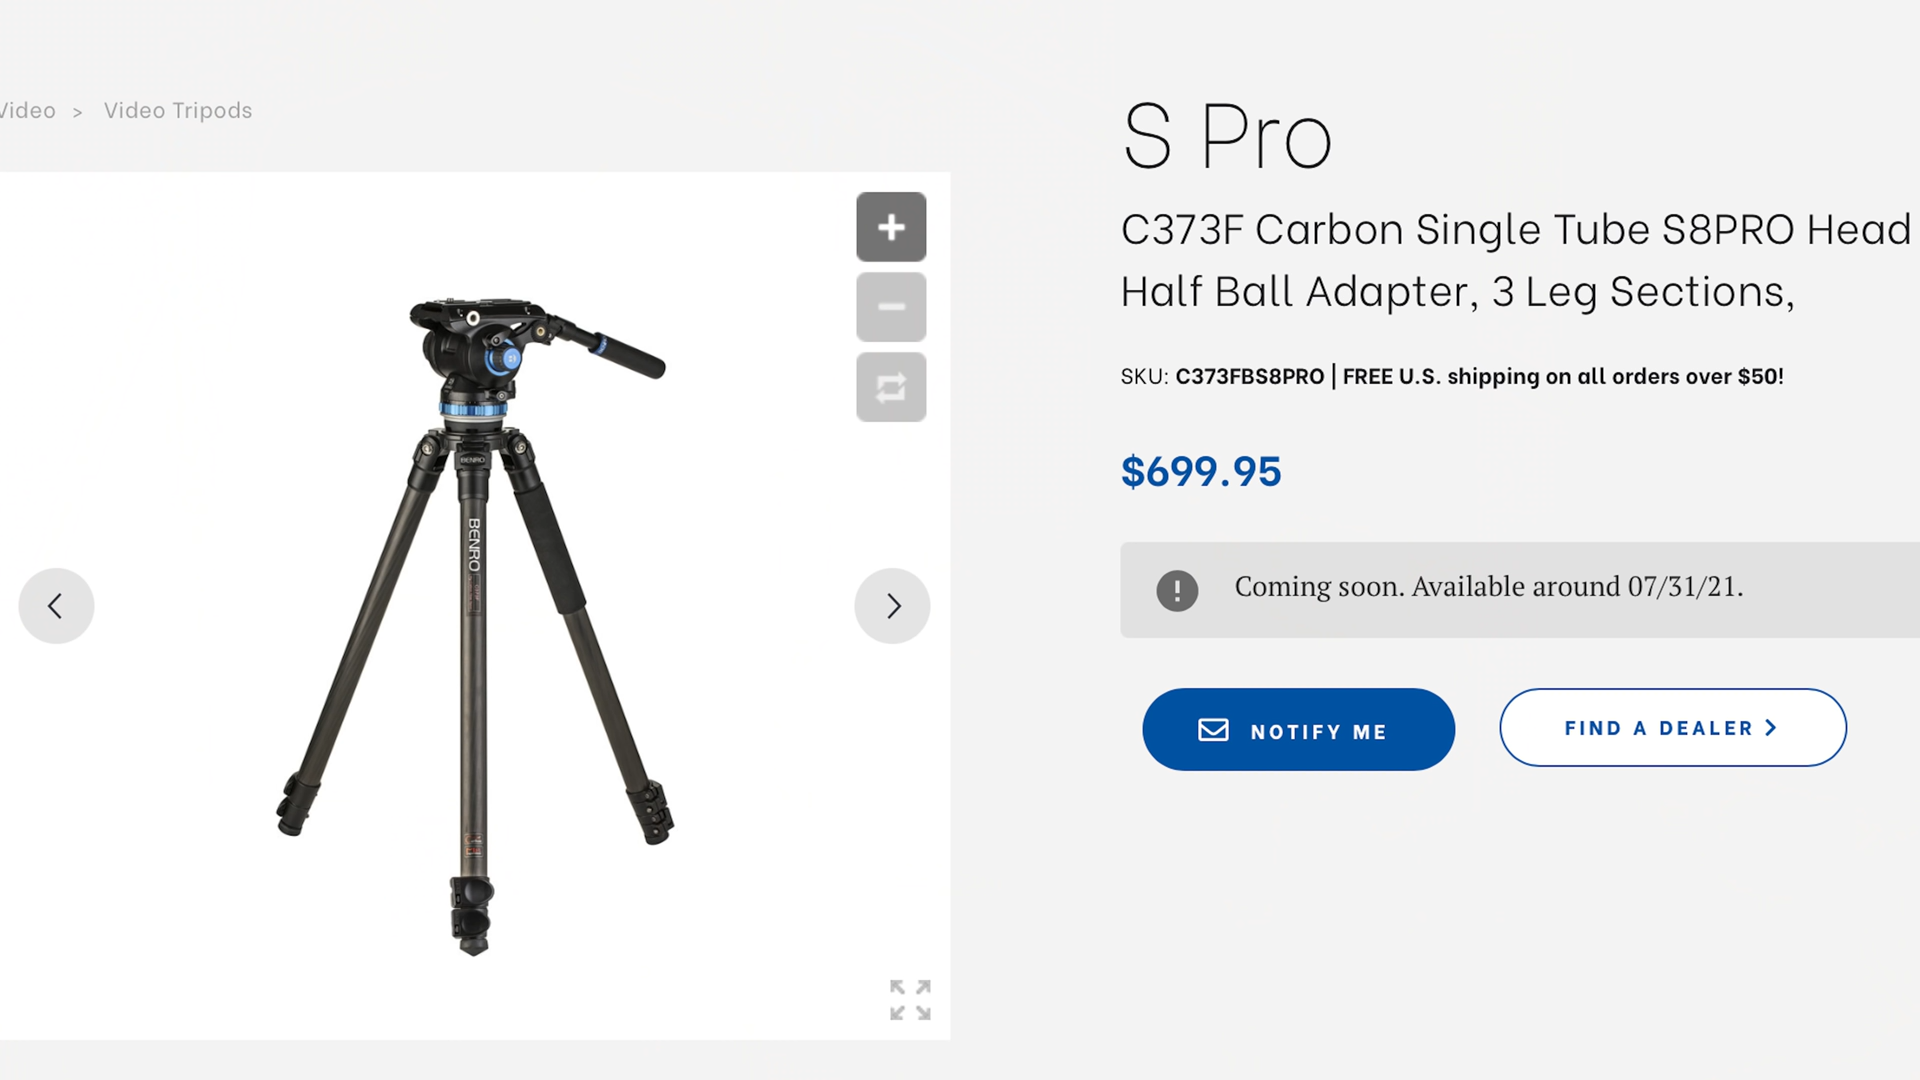 Video > Video Tripods
S Pro
C373F Carbon Single Tube S8PRO Head
Half Ball Adapter, 3 Leg Sections,
SKU: C373FBS8PRO | FREE U.S. shipping on all orders over $50!
$699.95
Coming soon. Available around 07/31/21.
NOTIFY ME
FIND A DEALER >
BENRO
BENRO